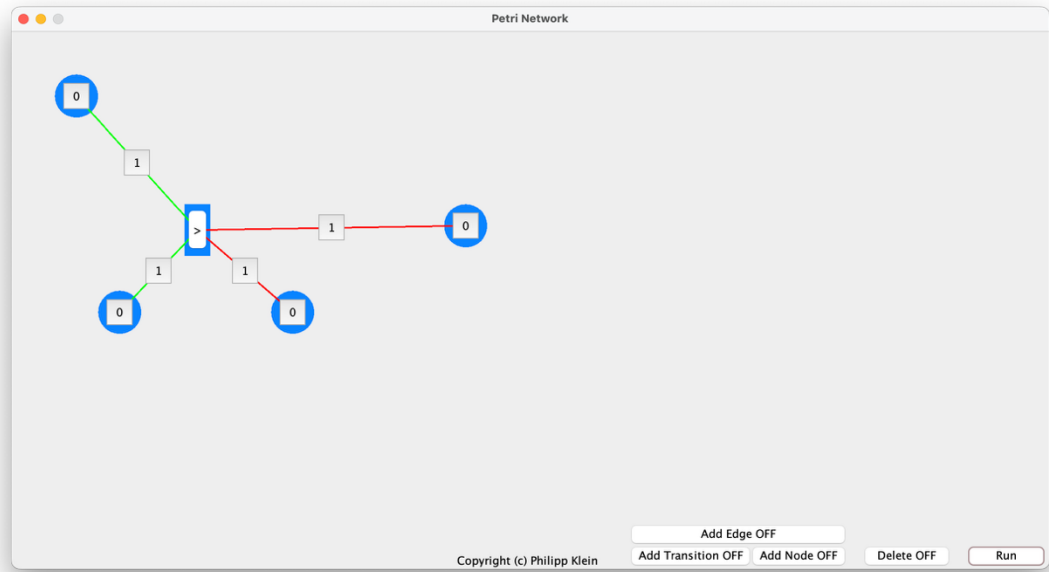 Petri Network
0
1
>
1
0
1
1
0
0
Add Edge OFF
Copyright (c) Philipp Klein
Add Transition OFF
Add Node OFF
Delete OFF
Run